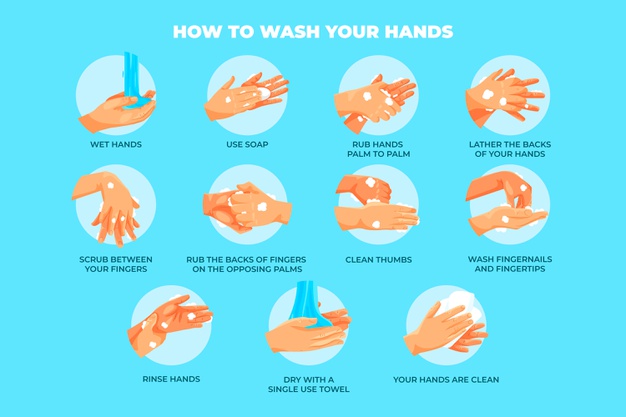 HOW TO WASH YOUR HANDS
WET HANDS
USE SOAP
RUB HANDS
PALM TO PALM
LATHER THE BACKS
OF YOUR HANDS
SCRUB BETWEEN
YOUR FINGERS
RUB THE BACKS OF FINGERS
ON THE OPPOSING PALMS
CLEAN THUMBS
WASH FINGERNAILS
AND FINGERTIPS
RINSE HANDS
DRY WITH A
SINGLE USE TOWEL
YOUR HANDS ARE CLEAN